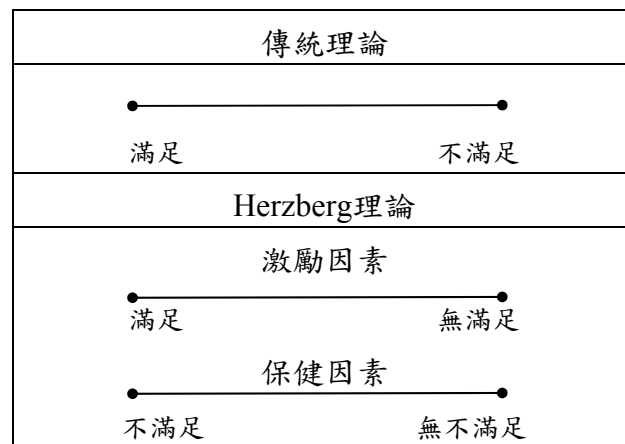 傳統理論
滿足 不滿足
Herzberg理論
激勵因素
滿足 無滿足
保健因素
不滿足 無不滿足